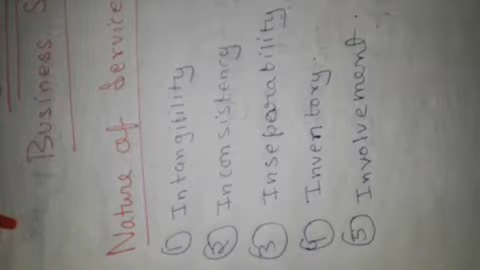 Business S
Nature of Service
① Intangibility
② Inconsistency
③ Inseparability
④ Inventory.
⑤ Involvement.